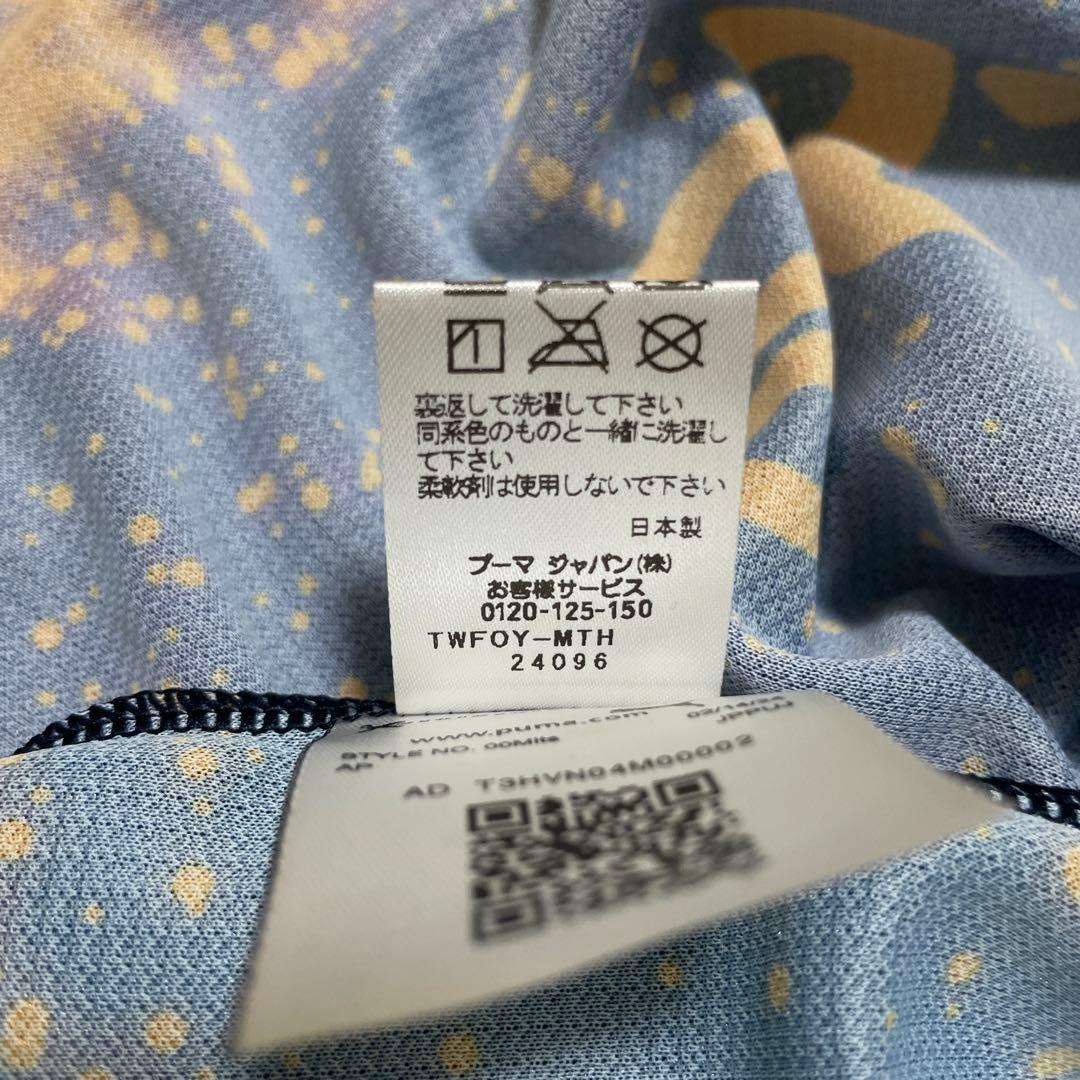 裏返して洗濯して下さい
同系色のものと一緒に洗濯し
て下さい
柔軟剤は使用しないで下さい
日本製
プーマ ジャパン(株)
お客様サービス
0120-125-150
TWFOY-MTH
24096
www.puma.com
JPPUJ
STYLE NO. 00Mita
AP
AD T3HVN04M00002